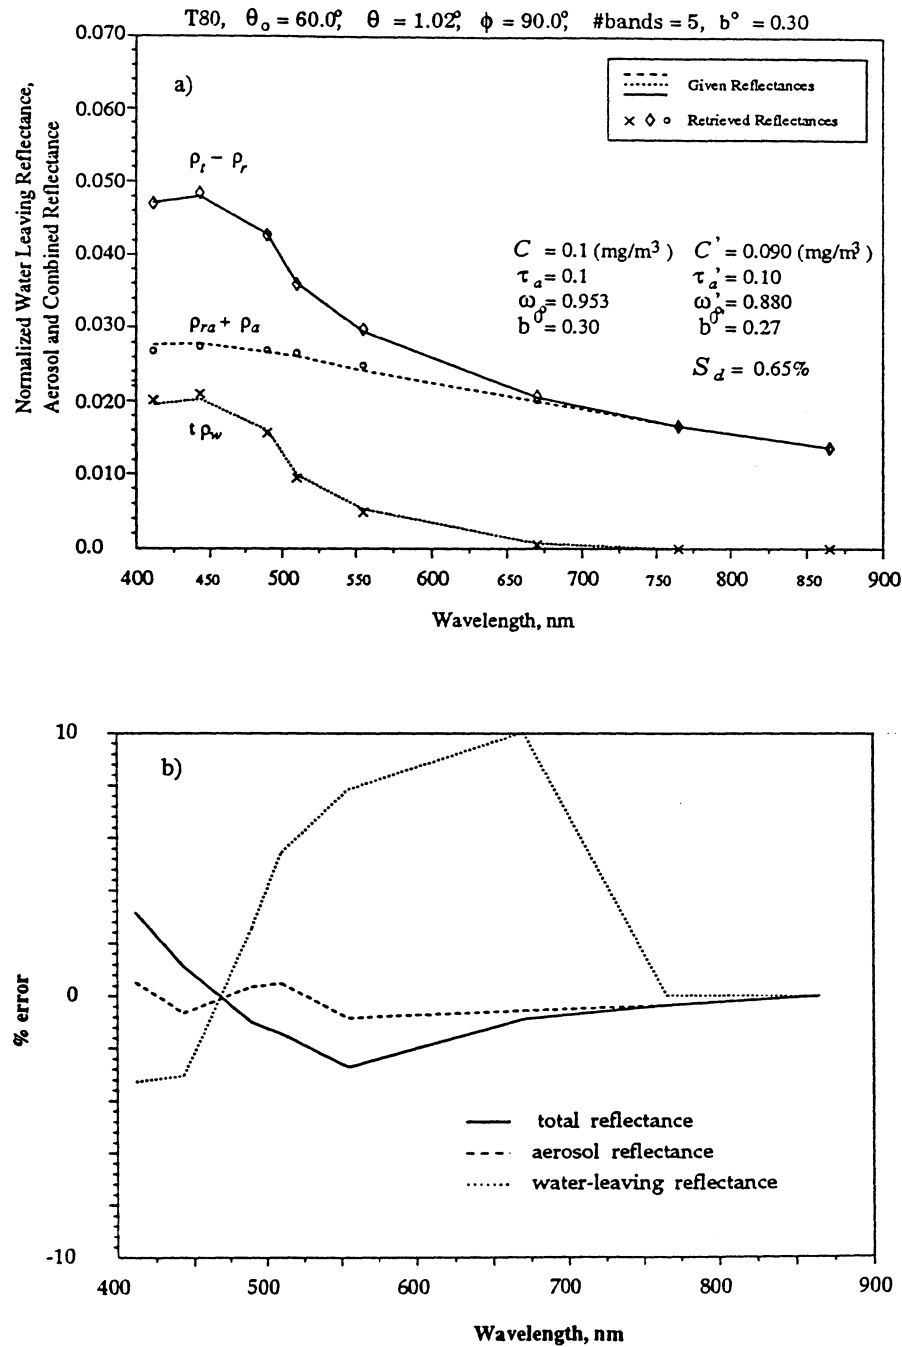 T80, θₒ = 60.0°, θ = 1.02°, ϕ = 90.0°, #bands = 5, b° = 0.30
0.070
0.060
0.050
0.040
0.030
0.020
0.010
0.0
Normalized Water Leaving Reflectance,
Aerosol and Combined Reflectance
a)
Given Reflectances
× ◊ o Retrieved Reflectances
ρt − ρr
ρra + ρa
t ρw
C = 0.1 (mg/m³) C' = 0.090 (mg/m³)
τa = 0.1 τa' = 0.10
ω° = 0.953 ω°' = 0.880
b° = 0.30 b°' = 0.27
Sd = 0.65%
400 450 500 550 600 650 700 750 800 850 900
Wavelength, nm
10
0
-10
% error
b)
total reflectance
aerosol reflectance
water-leaving reflectance
400 500 600 700 800 900
Wavelength, nm